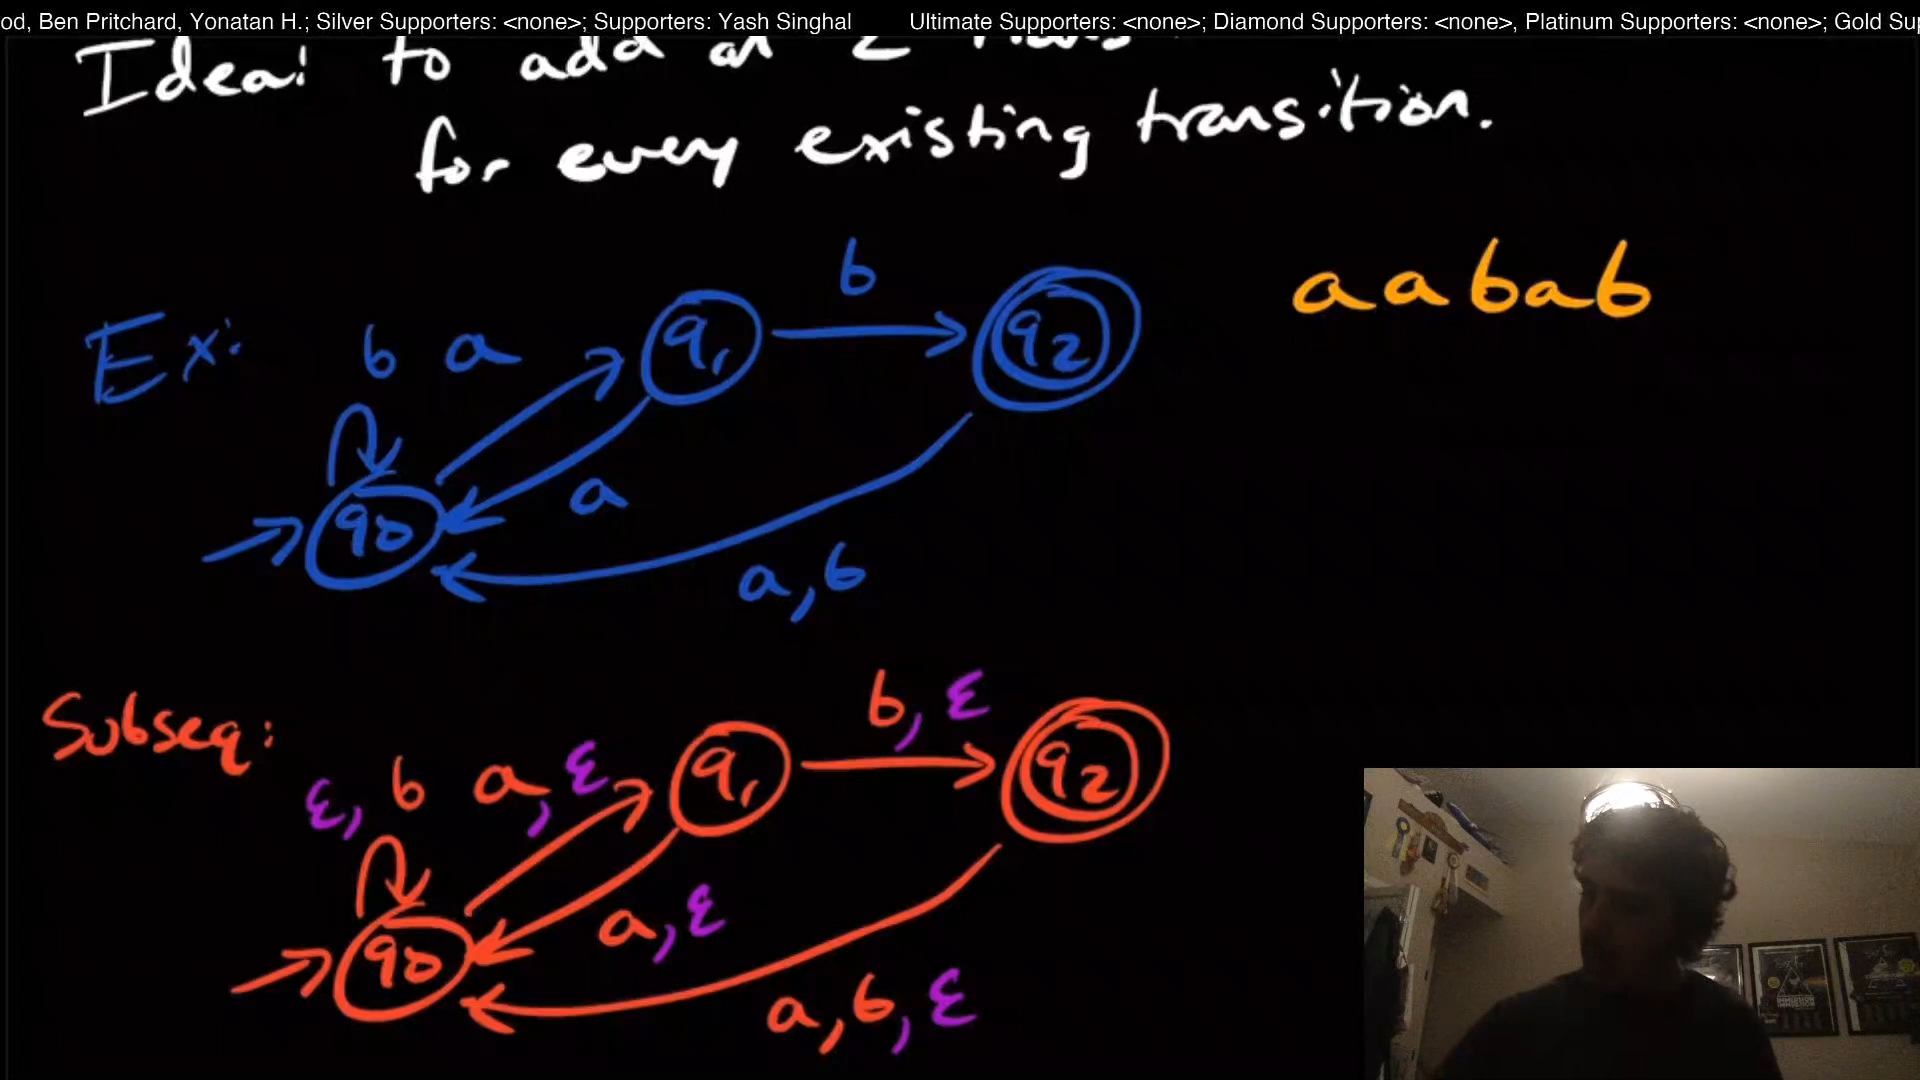 od, Ben Pritchard, Yonatan H.; Silver Supporters: <none>; Supporters: Yash Singhal Ultimate Supporters: <none>; Diamond Supporters: <none>, Platinum Supporters: <none>; Gold Sup
Idea: to add an ε
for every existing transition.
b
aabab
Ex: b a q1 q2
a
q0
a,b
b, ε
Subseq:
ε, b a, ε q1 q2
a, ε
q0
a, b, ε